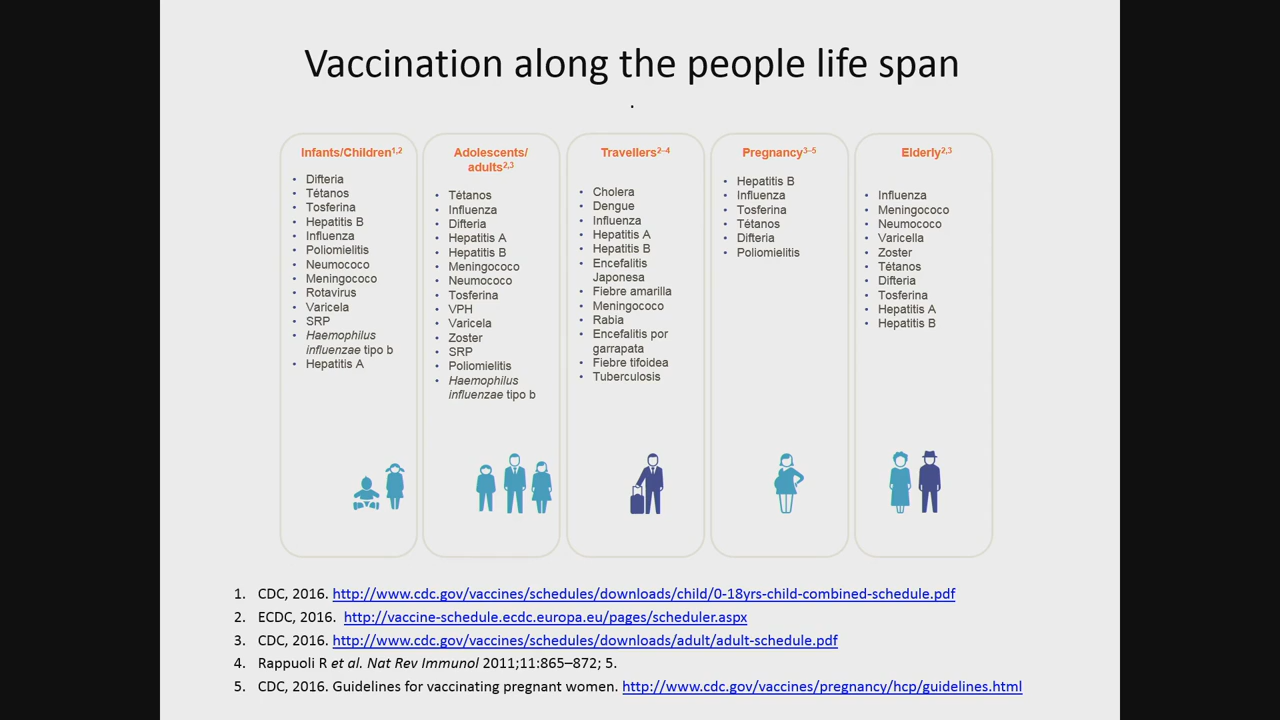 Vaccination along the people life span
.
Infants/Children1,2
• Difteria
• Tétanos
• Tosferina
• Hepatitis B
• Influenza
• Poliomielitis
• Neumococo
• Meningococo
• Rotavirus
• Varicela
• SRP
• Haemophilus
influenzae tipo b
• Hepatitis A
Adolescents/
adults2,3
• Tétanos
• Influenza
• Difteria
• Hepatitis A
• Hepatitis B
• Meningococo
• Neumococo
• Tosferina
• VPH
• Varicela
• Zoster
• SRP
• Poliomielitis
• Haemophilus
influenzae tipo b
Travellers2–4
• Cholera
• Dengue
• Influenza
• Hepatitis A
• Hepatitis B
• Encefalitis
Japonesa
• Fiebre amarilla
• Meningococo
• Rabia
• Encefalitis por
garrapata
• Fiebre tifoidea
• Tuberculosis
Pregnancy3–5
• Hepatitis B
• Influenza
• Tosferina
• Tétanos
• Difteria
• Poliomielitis
Elderly2,3
• Influenza
• Meningococo
• Neumococo
• Varicella
• Zoster
• Tétanos
• Difteria
• Tosferina
• Hepatitis A
• Hepatitis B
1. CDC, 2016. http://www.cdc.gov/vaccines/schedules/downloads/child/0-18yrs-child-combined-schedule.pdf
2. ECDC, 2016. http://vaccine-schedule.ecdc.europa.eu/pages/scheduler.aspx
3. CDC, 2016. http://www.cdc.gov/vaccines/schedules/downloads/adult/adult-schedule.pdf
4. Rappuoli R et al. Nat Rev Immunol 2011;11:865–872; 5.
5. CDC, 2016. Guidelines for vaccinating pregnant women. http://www.cdc.gov/vaccines/pregnancy/hcp/guidelines.html